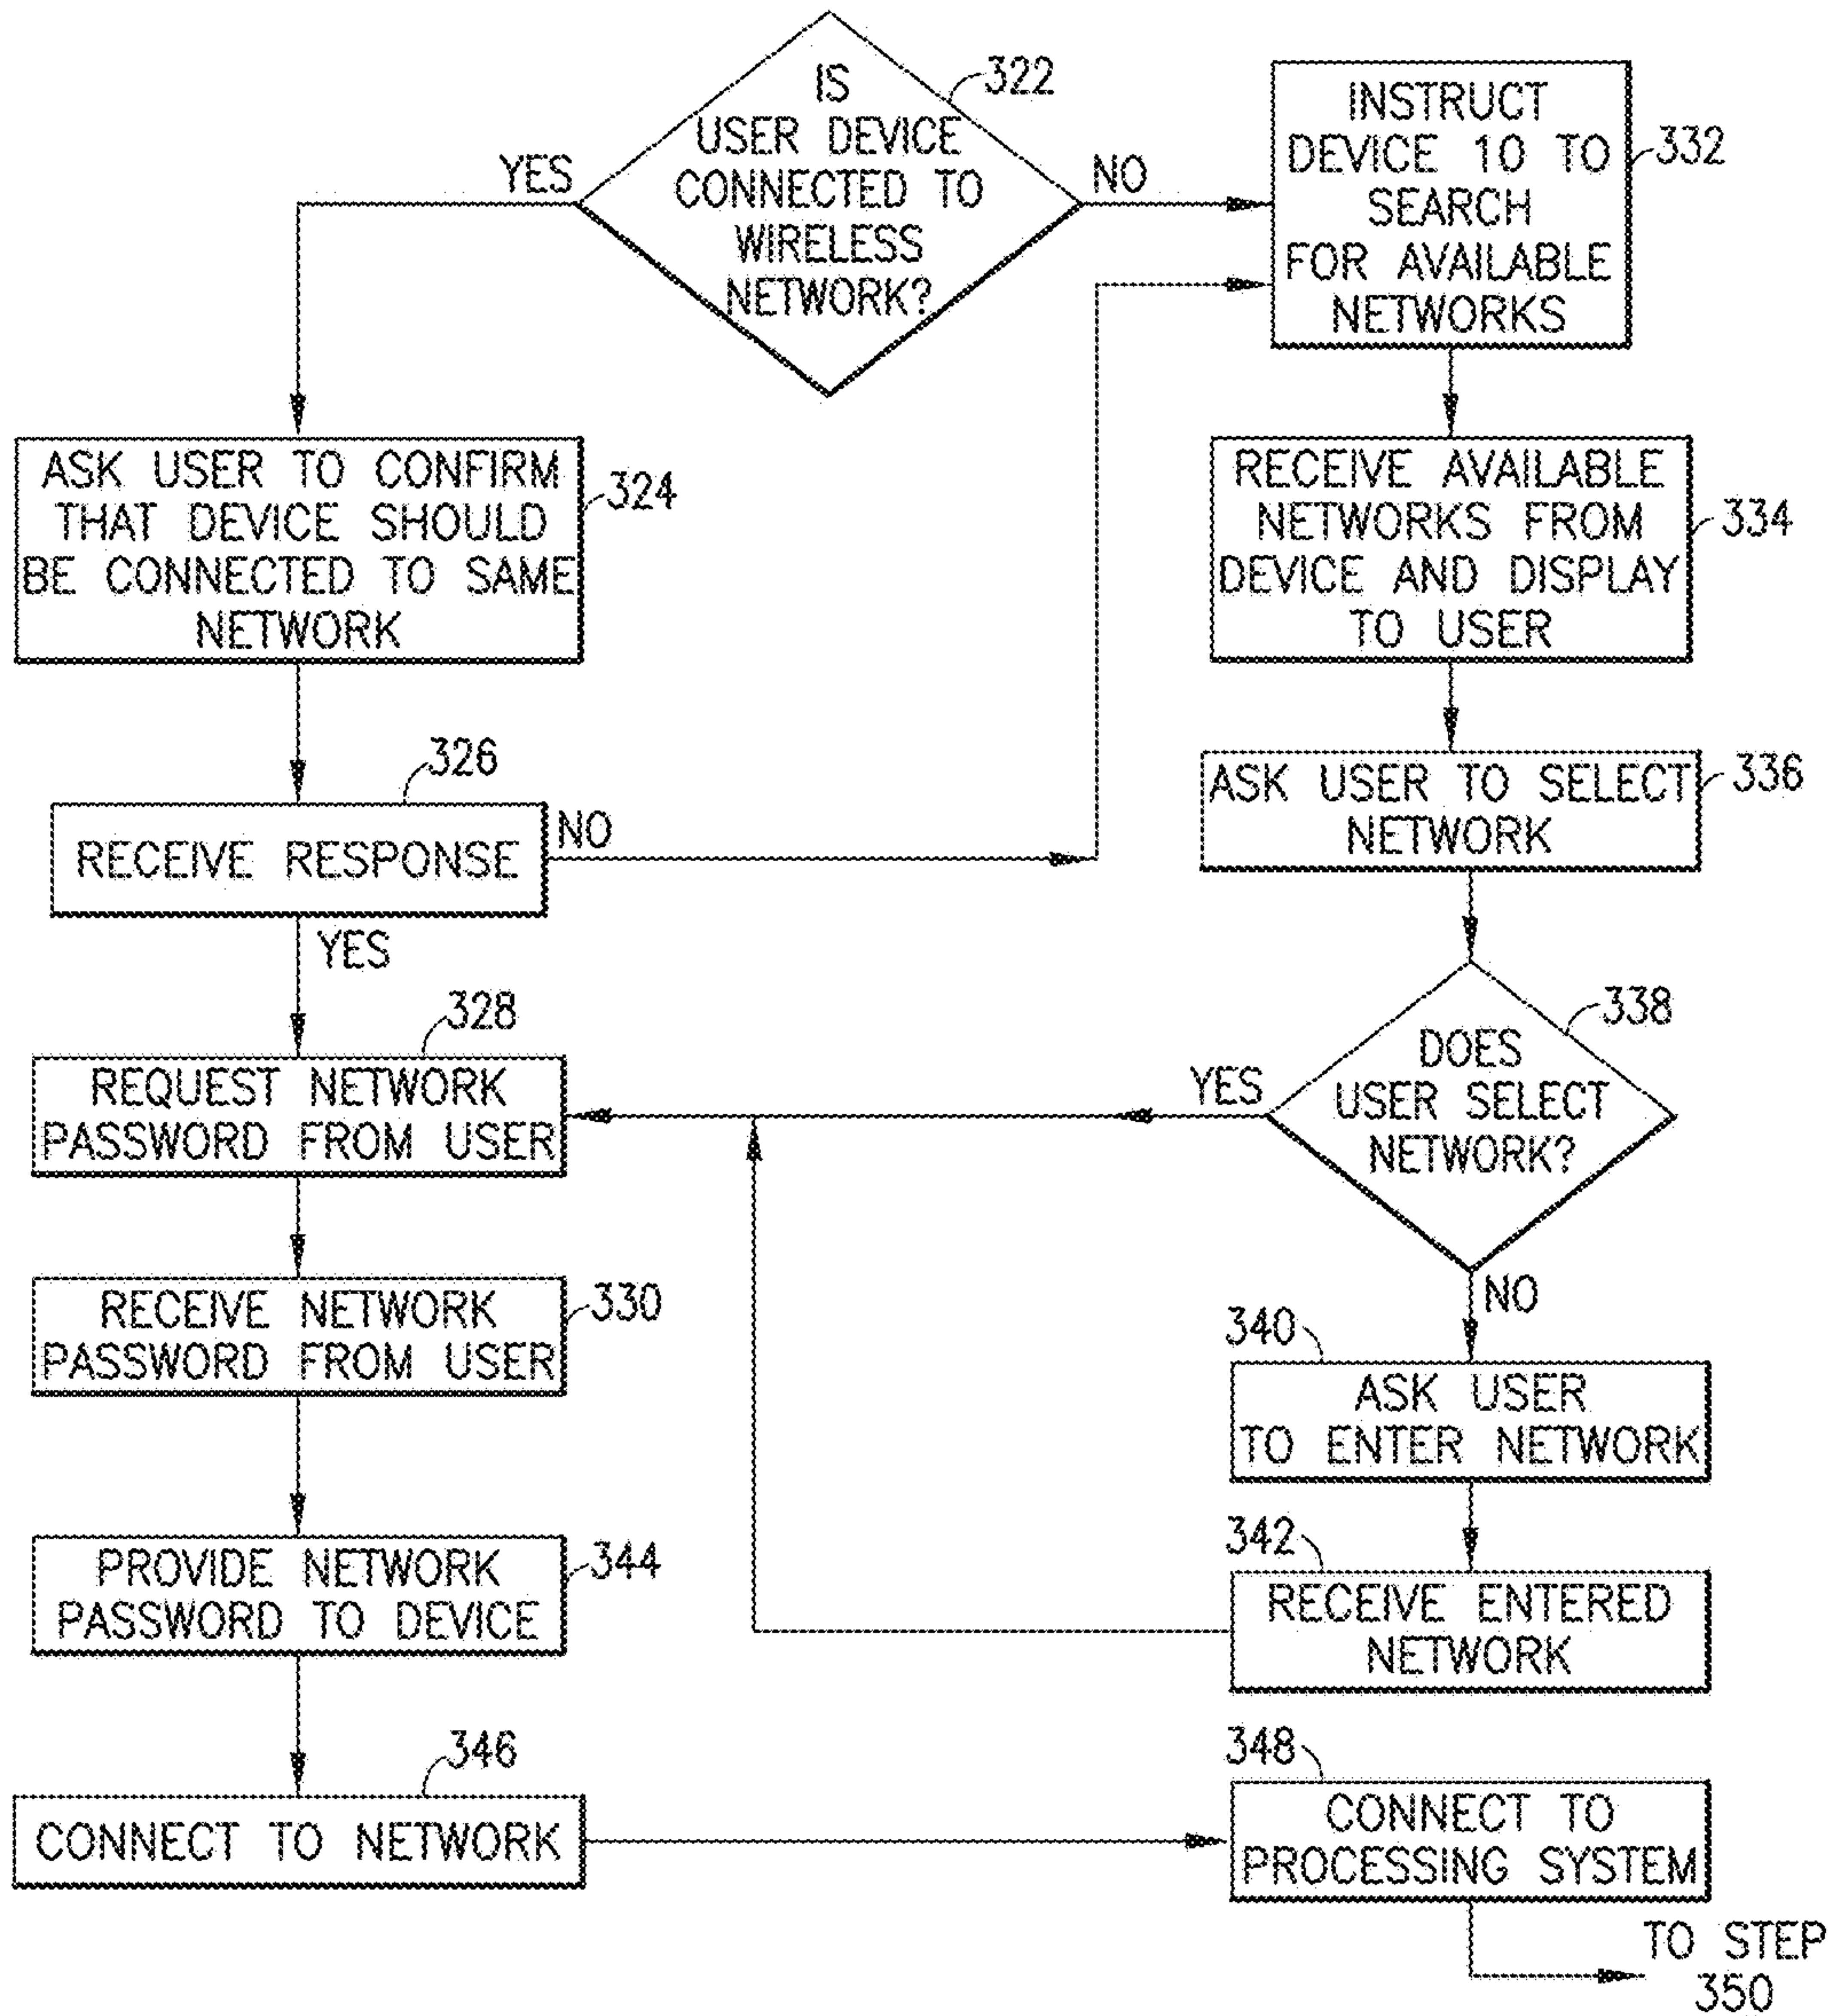 IS
USER DEVICE
CONNECTED TO
WIRELESS
NETWORK?
322
YES
NO
INSTRUCT
DEVICE 10 TO
SEARCH
FOR AVAILABLE
NETWORKS
332
ASK USER TO CONFIRM
THAT DEVICE SHOULD
BE CONNECTED TO SAME
NETWORK
324
RECEIVE AVAILABLE
NETWORKS FROM
DEVICE AND DISPLAY
TO USER
334
326
RECEIVE RESPONSE
NO
YES
ASK USER TO SELECT
NETWORK
336
328
REQUEST NETWORK
PASSWORD FROM USER
338
DOES
USER SELECT
NETWORK?
YES
NO
RECEIVE NETWORK
PASSWORD FROM USER
330
340
ASK USER
TO ENTER NETWORK
PROVIDE NETWORK
PASSWORD TO DEVICE
344
342
RECEIVE ENTERED
NETWORK
346
CONNECT TO NETWORK
348
CONNECT TO
PROCESSING SYSTEM
TO STEP
350